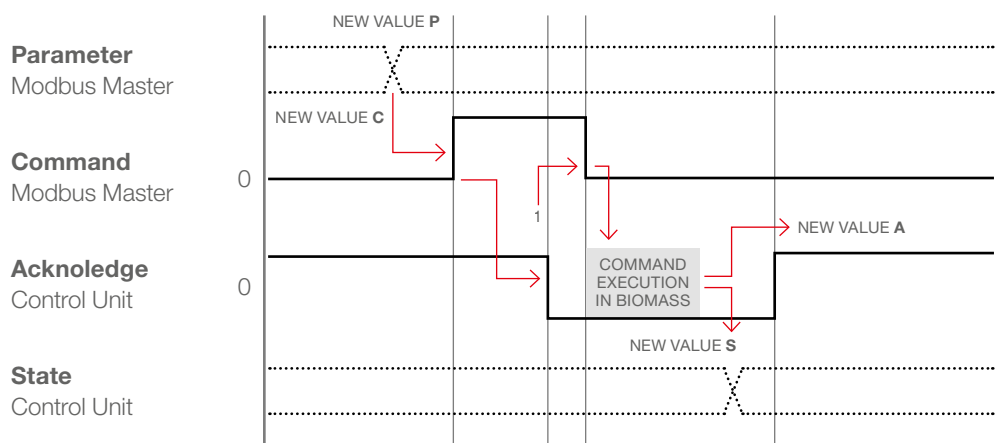 NEW VALUE P
Parameter
Modbus Master
NEW VALUE C
Command
Modbus Master
0
1
NEW VALUE A
Acknoledge
Control Unit
0
COMMAND
EXECUTION
IN BIOMASS
NEW VALUE S
State
Control Unit